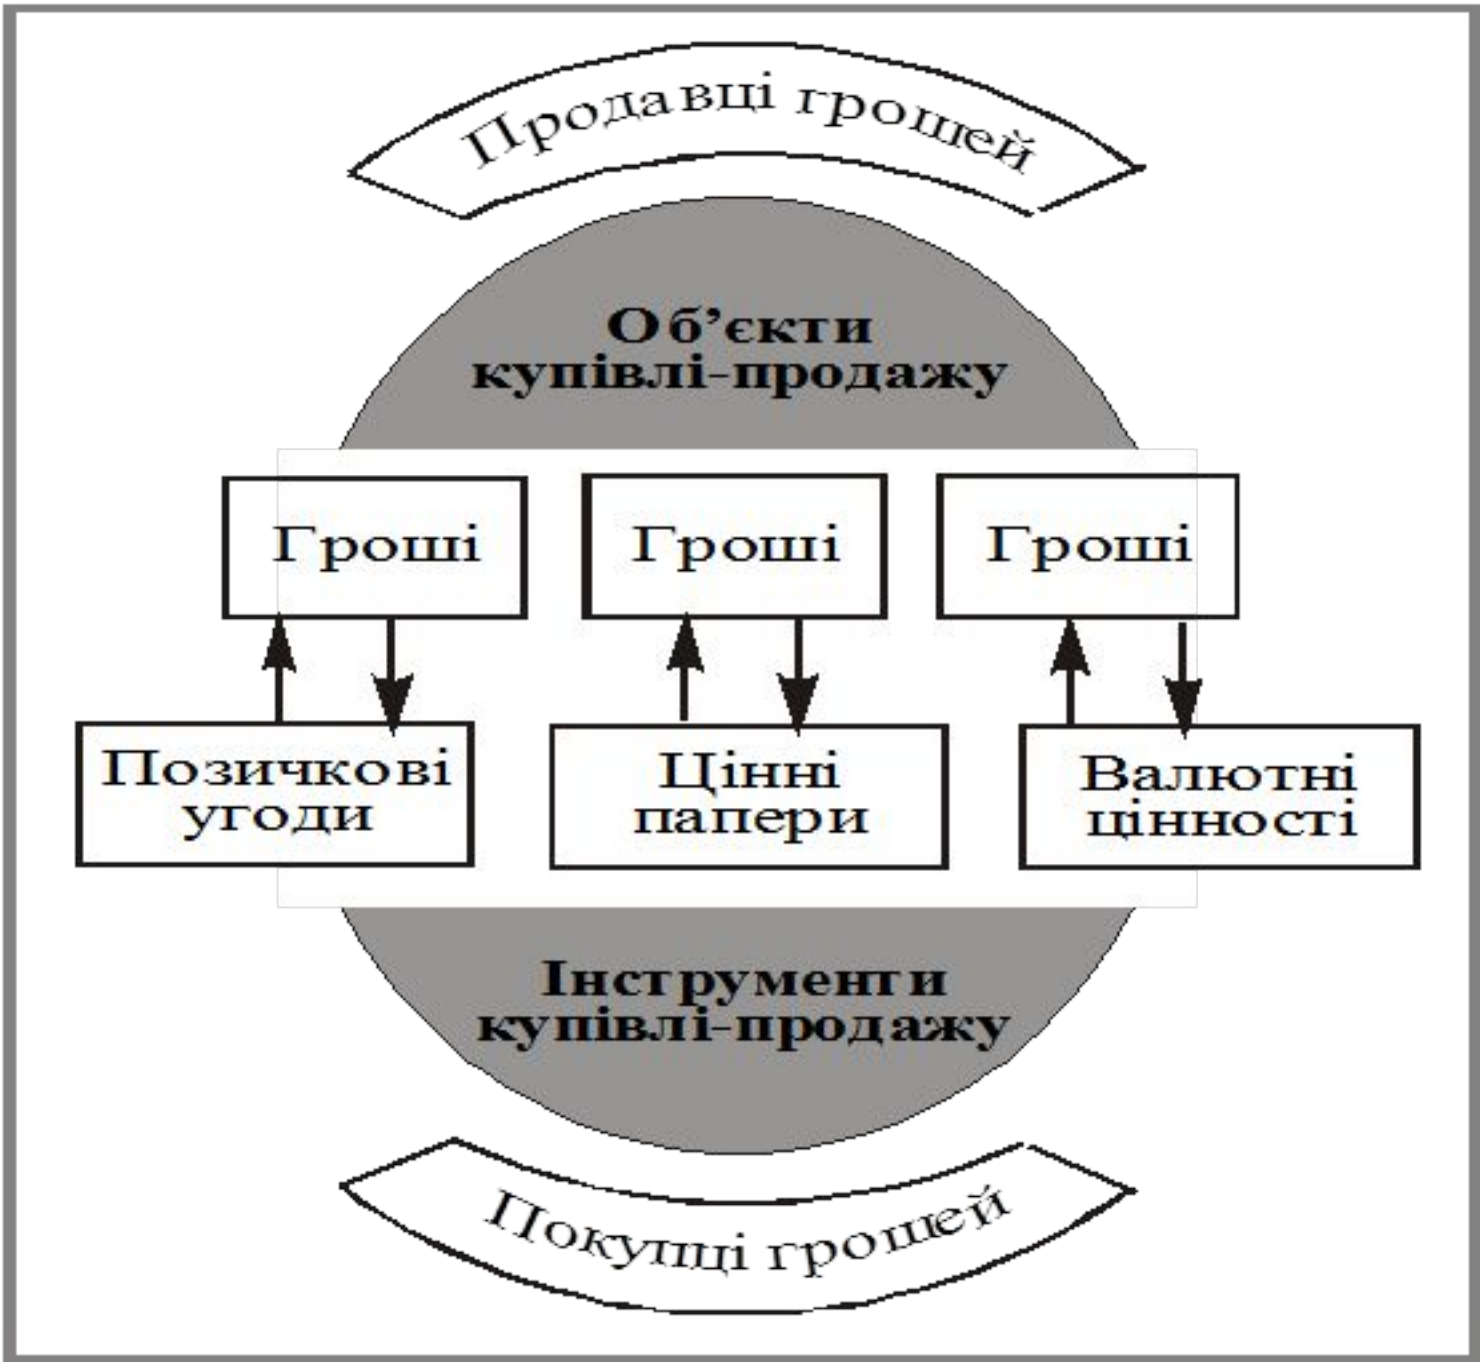 Продавці грошей
Об’єкти
купівлі-продажу
Гроші
Гроші
Гроші
Позичкові
угоди
Цінні
папери
Валютні
цінності
Інструменти
купівлі-продажу
Покупці грошей